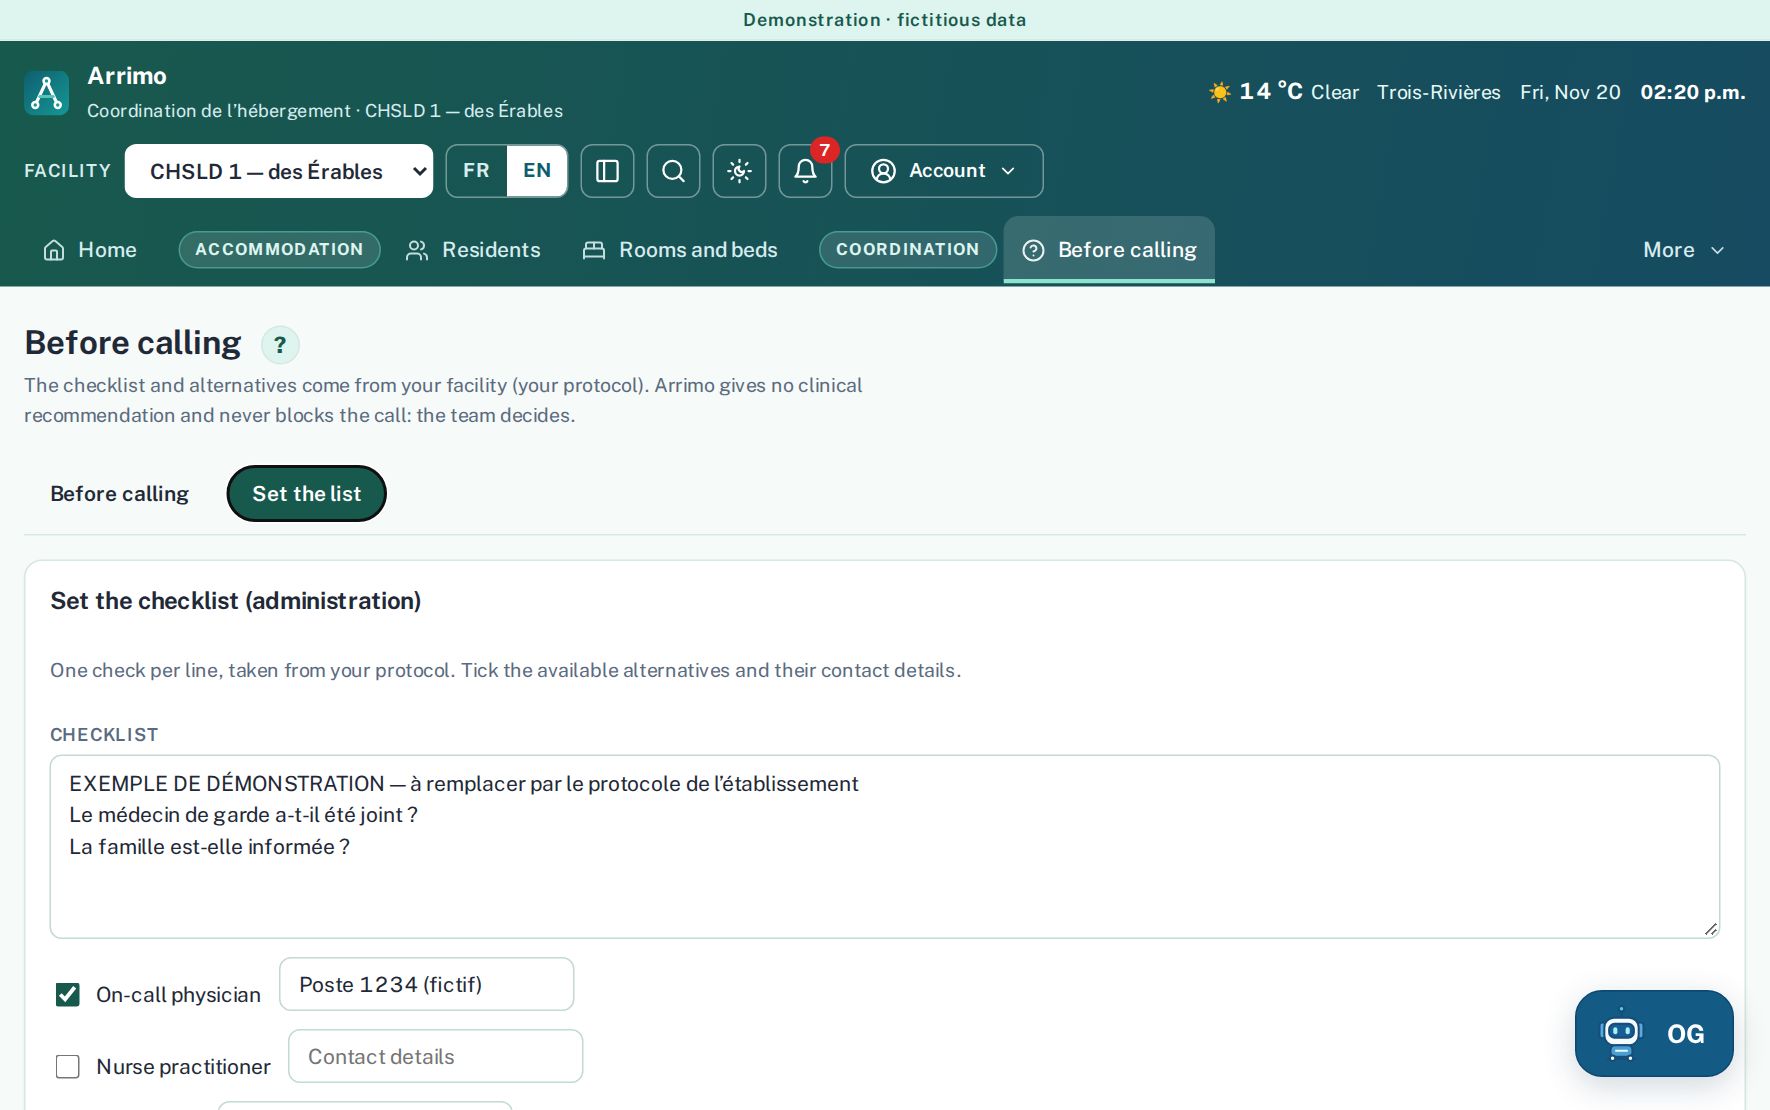 Demonstration · fictitious data
Arrimo
Coordination de l’hébergement · CHSLD 1 — des Érables
14 °C Clear Trois-Rivières Fri, Nov 20 02:20 p.m.
FACILITY CHSLD 1 — des Érables FR EN 7 Account
Home ACCOMMODATION Residents Rooms and beds COORDINATION Before calling More
Before calling ?
The checklist and alternatives come from your facility (your protocol). Arrimo gives no clinical
recommendation and never blocks the call: the team decides.
Before calling Set the list
Set the checklist (administration)
One check per line, taken from your protocol. Tick the available alternatives and their contact details.
CHECKLIST
EXEMPLE DE DÉMONSTRATION — à remplacer par le protocole de l’établissement
Le médecin de garde a-t-il été joint ?
La famille est-elle informée ?
On-call physician Poste 1234 (fictif)
Nurse practitioner Contact details
OG